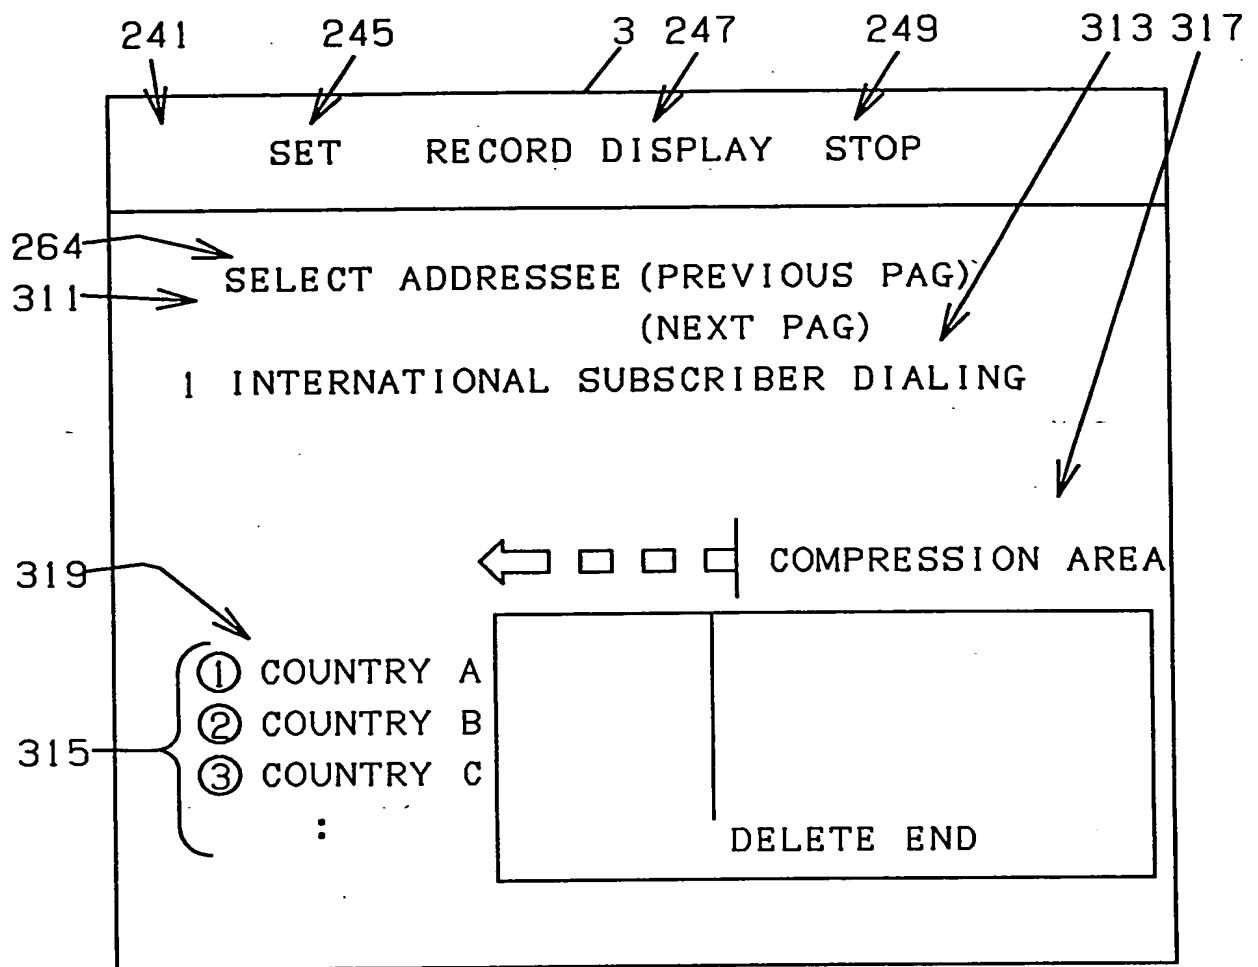 241 245 3 247 249 313 317
SET RECORD DISPLAY STOP
264
SELECT ADDRESSEE (PREVIOUS PAG)
311
(NEXT PAG)
1 INTERNATIONAL SUBSCRIBER DIALING
COMPRESSION AREA
319
① COUNTRY A
② COUNTRY B
315
③ COUNTRY C
:
DELETE END